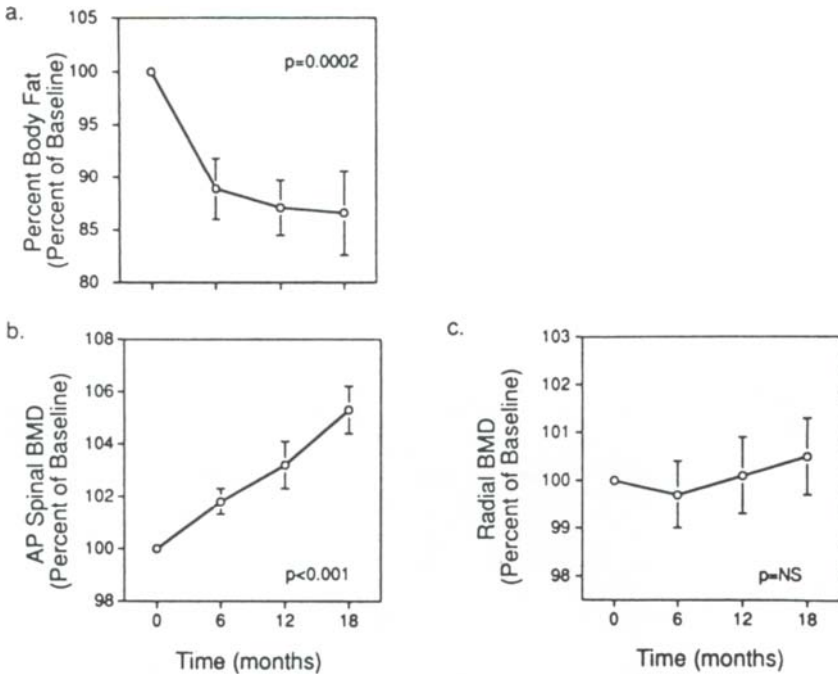 a.
Percent Body Fat
(Percent of Baseline)
105
100
95
90
85
80
p=0.0002
b.
AP Spinal BMD
(Percent of Baseline)
108
106
104
102
100
98
p<0.001
0 6 12 18
Time (months)
c.
Radial BMD
(Percent of Baseline)
103
102
101
100
99
98
p=NS
0 6 12 18
Time (months)